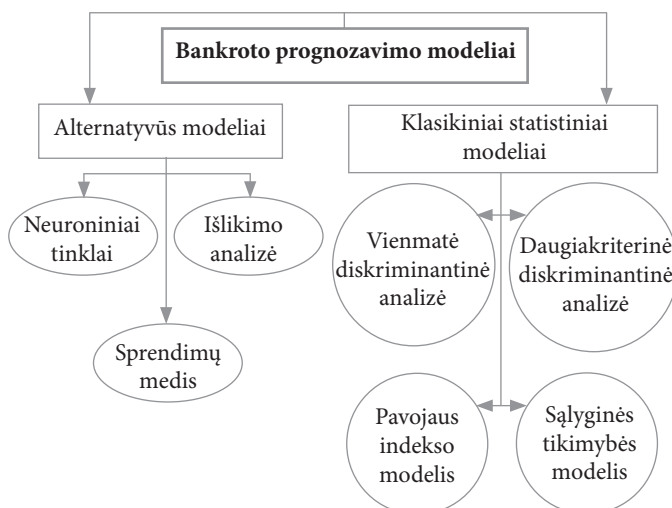 Bankroto prognozavimo modeliai
Alternatyvūs modeliai
Klasikiniai statistiniai
modeliai
Neuroniniai
tinklai
Išlikimo
analizė
Sprendimų
medis
Vienmatė
diskriminantinė
analizė
Daugiakriterinė
diskriminantinė
analizė
Pavojaus
indekso
modelis
Sąlyginės
tikimybės
modelis